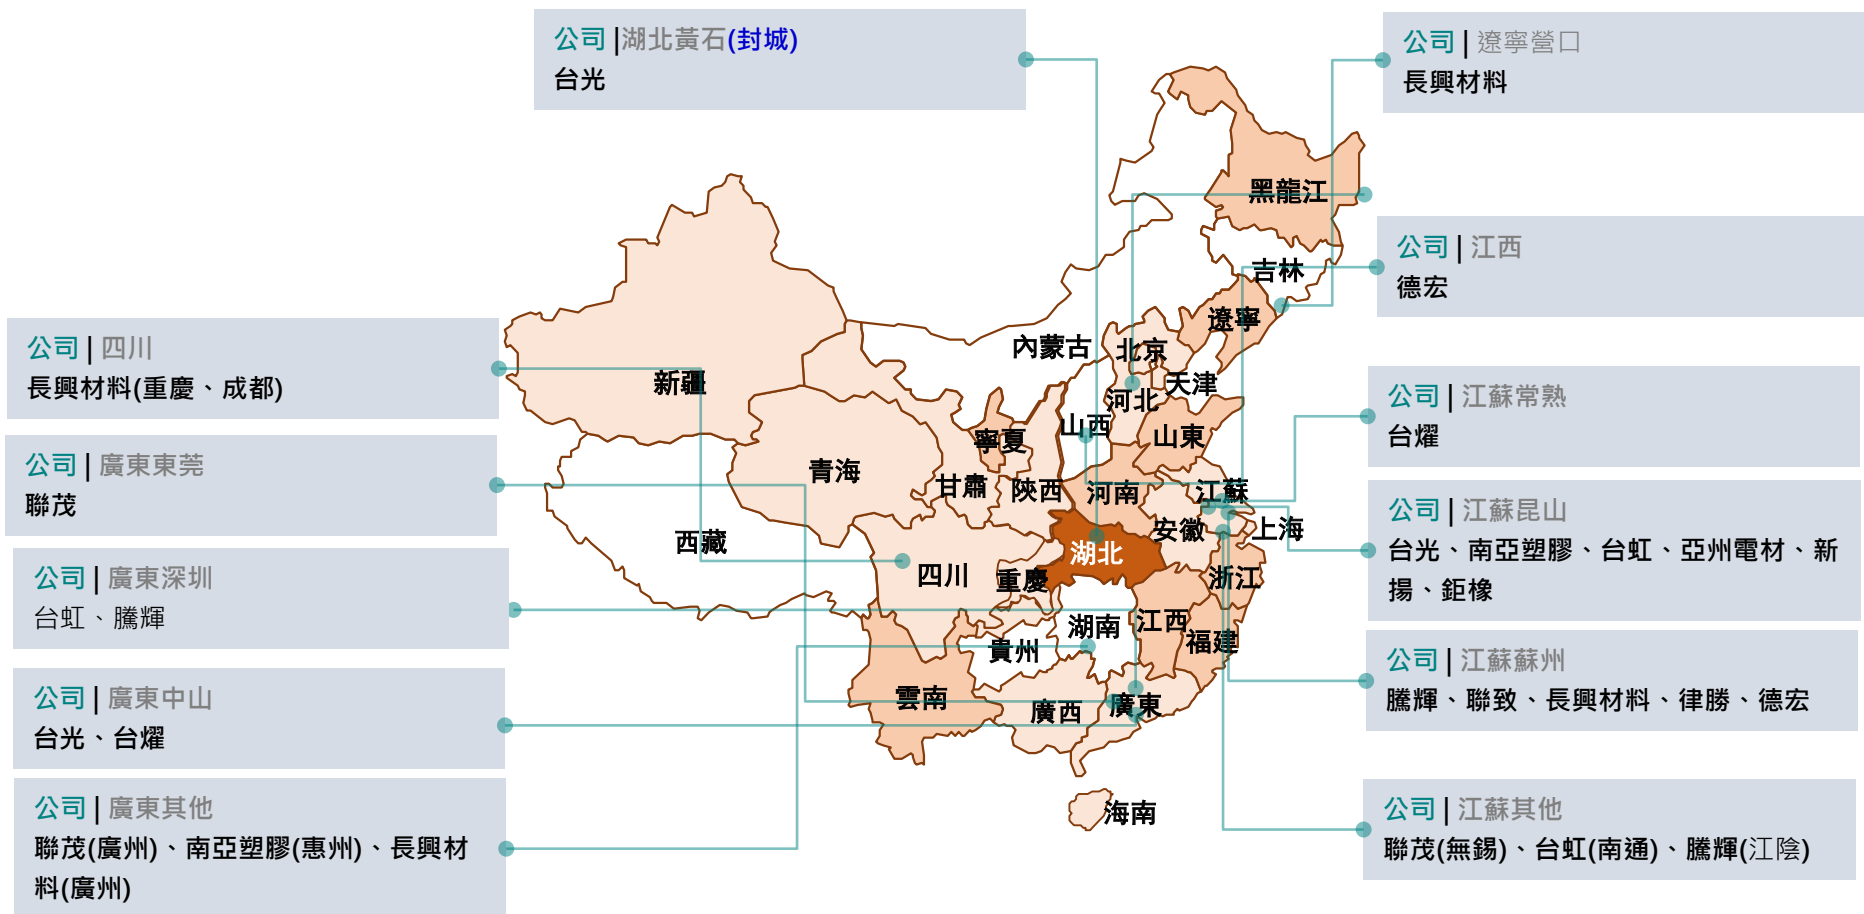 公司 |湖北黃石(封城)
台光
公司 | 遼寧營口
長興材料
公司 | 江西
德宏
公司 | 四川
長興材料(重慶、成都)
公司 | 江蘇常熟
台燿
公司 | 廣東東莞
聯茂
公司 | 江蘇昆山
台光、南亞塑膠、台虹、亞州電材、新
揚、鉅橡
公司 | 廣東深圳
台虹、騰輝
公司 | 江蘇蘇州
騰輝、聯致、長興材料、律勝、德宏
公司 | 廣東中山
台光、台燿
公司 | 廣東其他
聯茂(廣州)、南亞塑膠(惠州)、長興材
料(廣州)
公司 | 江蘇其他
聯茂(無錫)、台虹(南通)、騰輝(江陰)
黑龍江
吉林
遼寧
內蒙古
北京
天津
新疆
河北
山西
山東
寧夏
青海
甘肅
陝西
河南
江蘇
安徽
上海
西藏
湖北
四川
重慶
浙江
湖南
江西
福建
貴州
雲南
廣西
廣東
海南